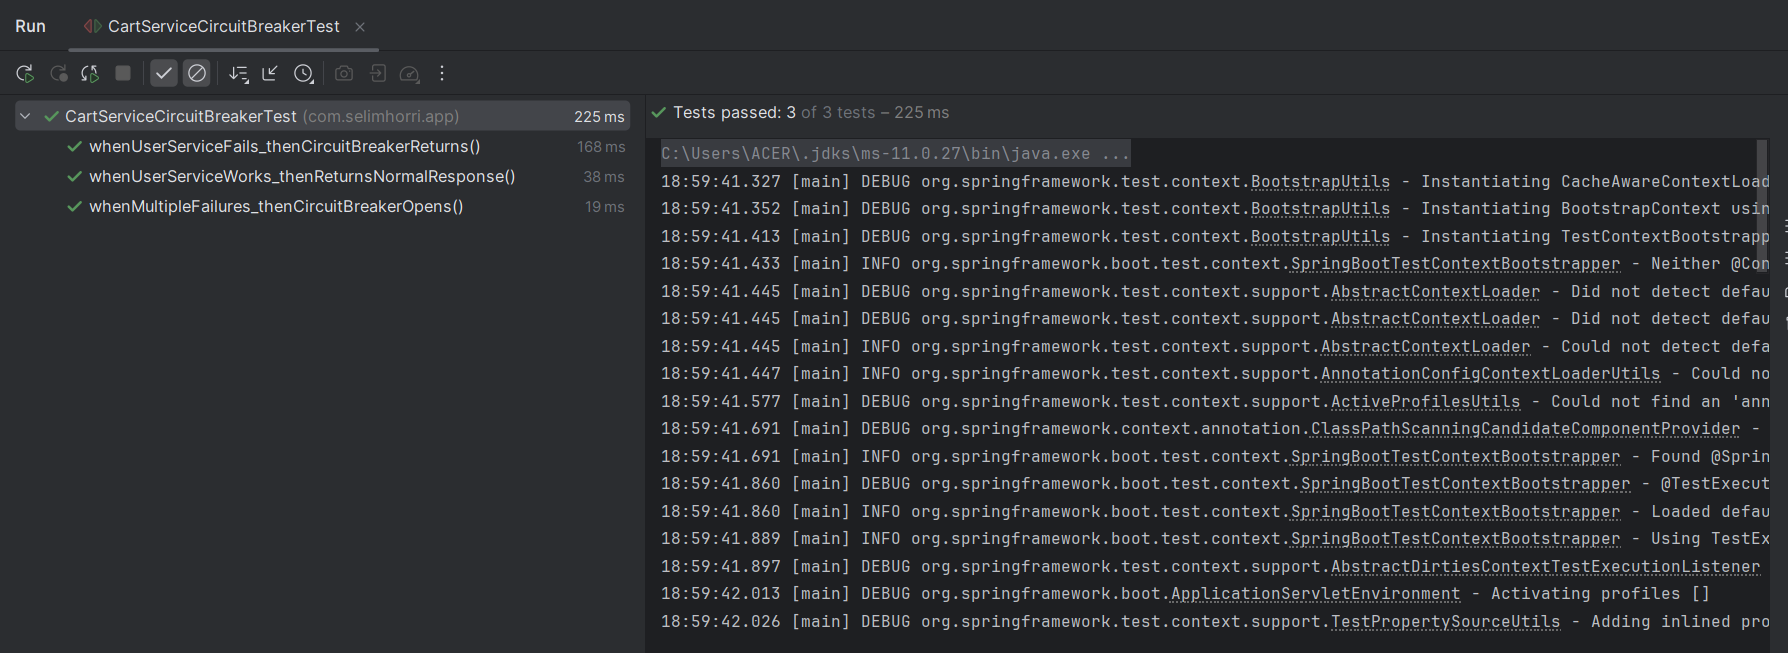 Run CartServiceCircuitBreakerTest
CartServiceCircuitBreakerTest (com.selimhorri.app) 225 ms
whenUserServiceFails_thenCircuitBreakerReturns() 168 ms
whenUserServiceWorks_thenReturnsNormalResponse() 38 ms
whenMultipleFailures_thenCircuitBreakerOpens() 19 ms
Tests passed: 3 of 3 tests – 225 ms
C:\Users\ACER\.jdks\ms-11.0.27\bin\java.exe ...
18:59:41.327 [main] DEBUG org.springframework.test.context.BootstrapUtils - Instantiating CacheAwareContextLoad
18:59:41.352 [main] DEBUG org.springframework.test.context.BootstrapUtils - Instantiating BootstrapContext usin
18:59:41.413 [main] DEBUG org.springframework.test.context.BootstrapUtils - Instantiating TestContextBootstrapp
18:59:41.433 [main] INFO org.springframework.boot.test.context.SpringBootTestContextBootstrapper - Neither @Con
18:59:41.445 [main] DEBUG org.springframework.test.context.support.AbstractContextLoader - Did not detect defau
18:59:41.445 [main] DEBUG org.springframework.test.context.support.AbstractContextLoader - Did not detect defau
18:59:41.445 [main] INFO org.springframework.test.context.support.AbstractContextLoader - Could not detect defa
18:59:41.447 [main] INFO org.springframework.test.context.support.AnnotationConfigContextLoaderUtils - Could no
18:59:41.577 [main] DEBUG org.springframework.test.context.support.ActiveProfilesUtils - Could not find an 'ann
18:59:41.691 [main] DEBUG org.springframework.context.annotation.ClassPathScanningCandidateComponentProvider -
18:59:41.691 [main] INFO org.springframework.boot.test.context.SpringBootTestContextBootstrapper - Found @Sprin
18:59:41.860 [main] DEBUG org.springframework.boot.test.context.SpringBootTestContextBootstrapper - @TestExecut
18:59:41.860 [main] INFO org.springframework.boot.test.context.SpringBootTestContextBootstrapper - Loaded defau
18:59:41.889 [main] INFO org.springframework.boot.test.context.SpringBootTestContextBootstrapper - Using TestEx
18:59:41.897 [main] DEBUG org.springframework.test.context.support.AbstractDirtiesContextTestExecutionListener
18:59:42.013 [main] DEBUG org.springframework.boot.ApplicationServletEnvironment - Activating profiles []
18:59:42.026 [main] DEBUG org.springframework.test.context.support.TestPropertySourceUtils - Adding inlined pro